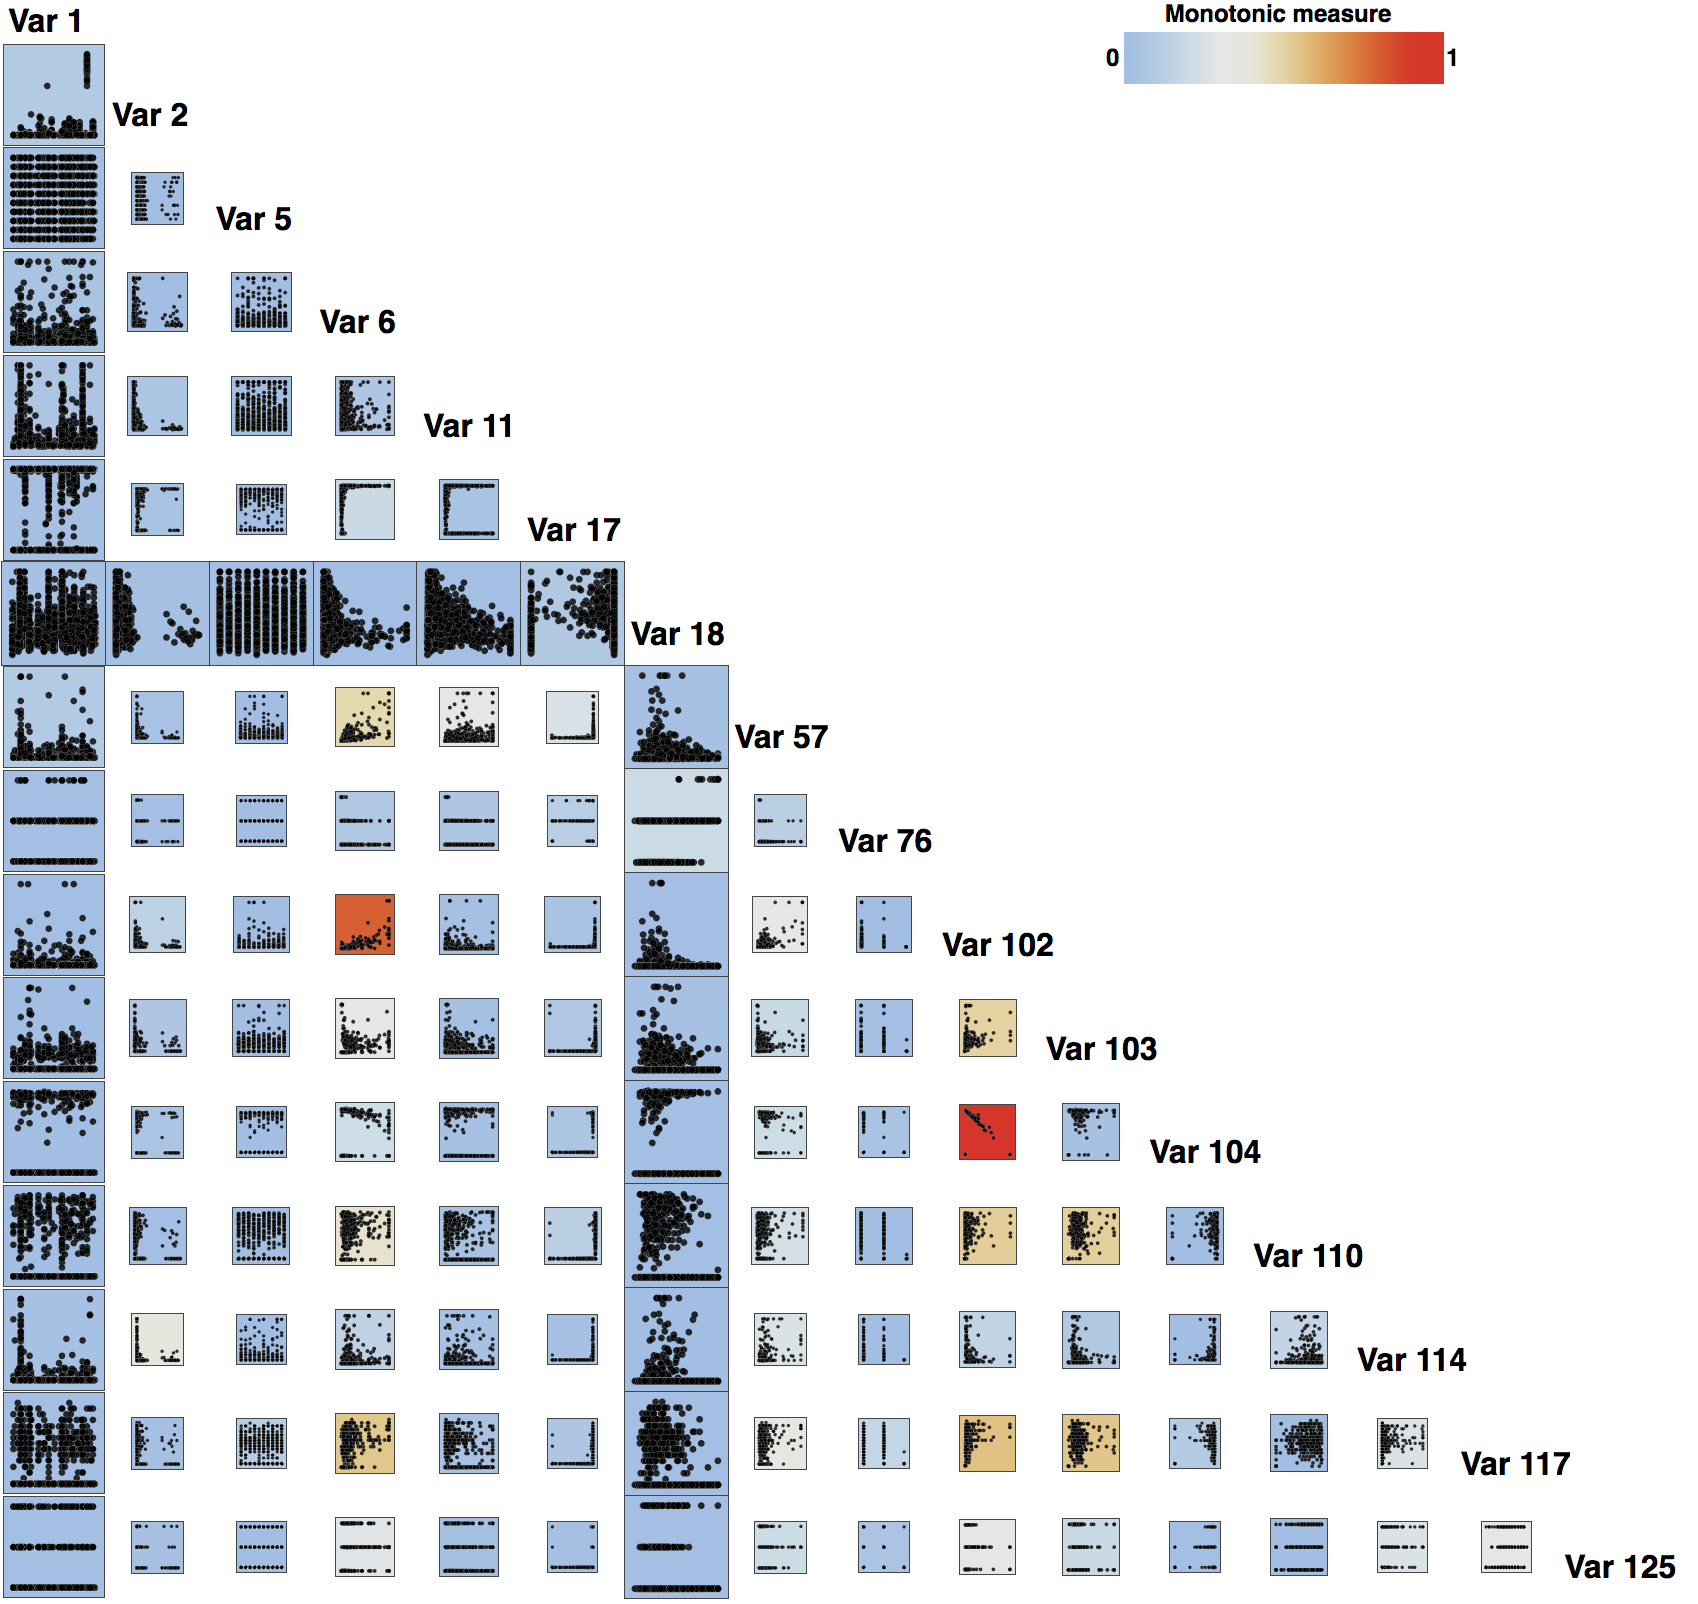 Var 1
Monotonic measure
0 1
Var 2
Var 5
Var 6
Var 11
Var 17
Var 18
Var 57
Var 76
Var 102
Var 103
Var 104
Var 110
Var 114
Var 117
Var 125